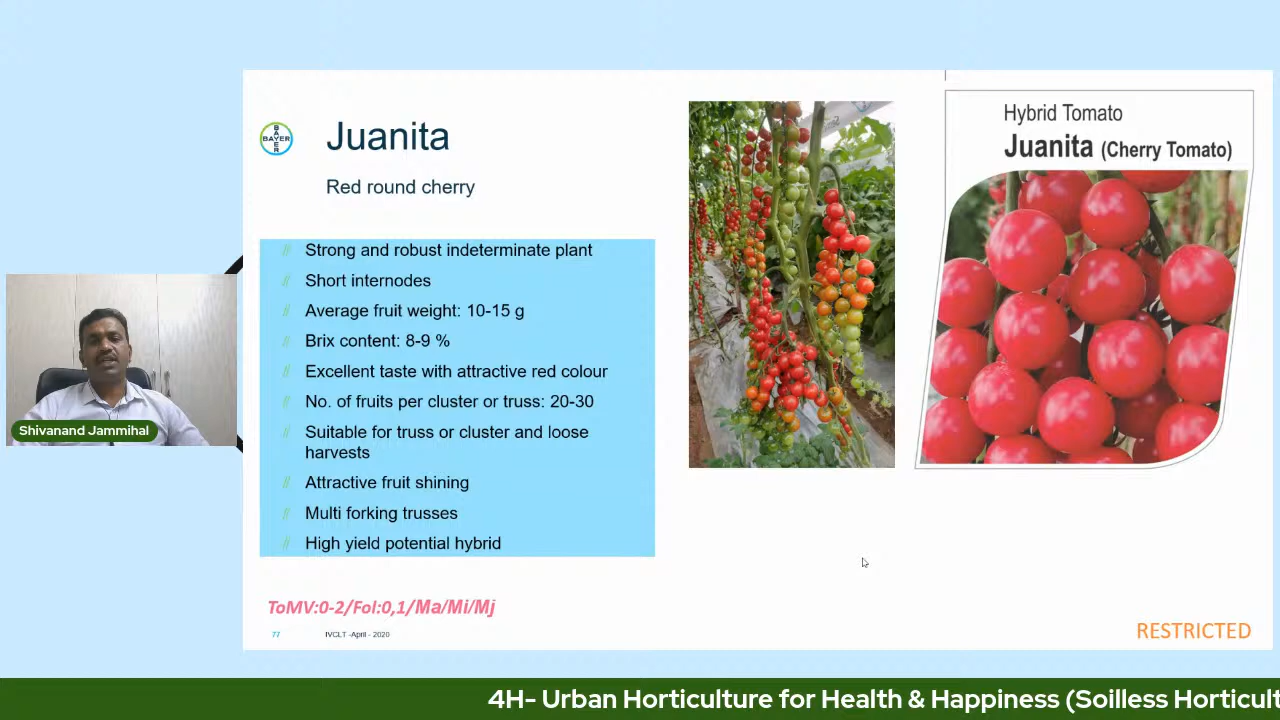 Juanita
Red round cherry
BAYER
BAYER
Strong and robust indeterminate plant
Short internodes
Average fruit weight: 10-15 g
Brix content: 8-9 %
Excellent taste with attractive red colour
No. of fruits per cluster or truss: 20-30
Suitable for truss or cluster and loose
harvests
Attractive fruit shining
Multi forking trusses
High yield potential hybrid
ToMV:0-2/Fol:0,1/Ma/Mi/Mj
77
IVCLT -April - 2020
Hybrid Tomato
Juanita (Cherry Tomato)
RESTRICTED
Shivanand Jammihal
4H- Urban Horticulture for Health & Happiness (Soilless Horticult